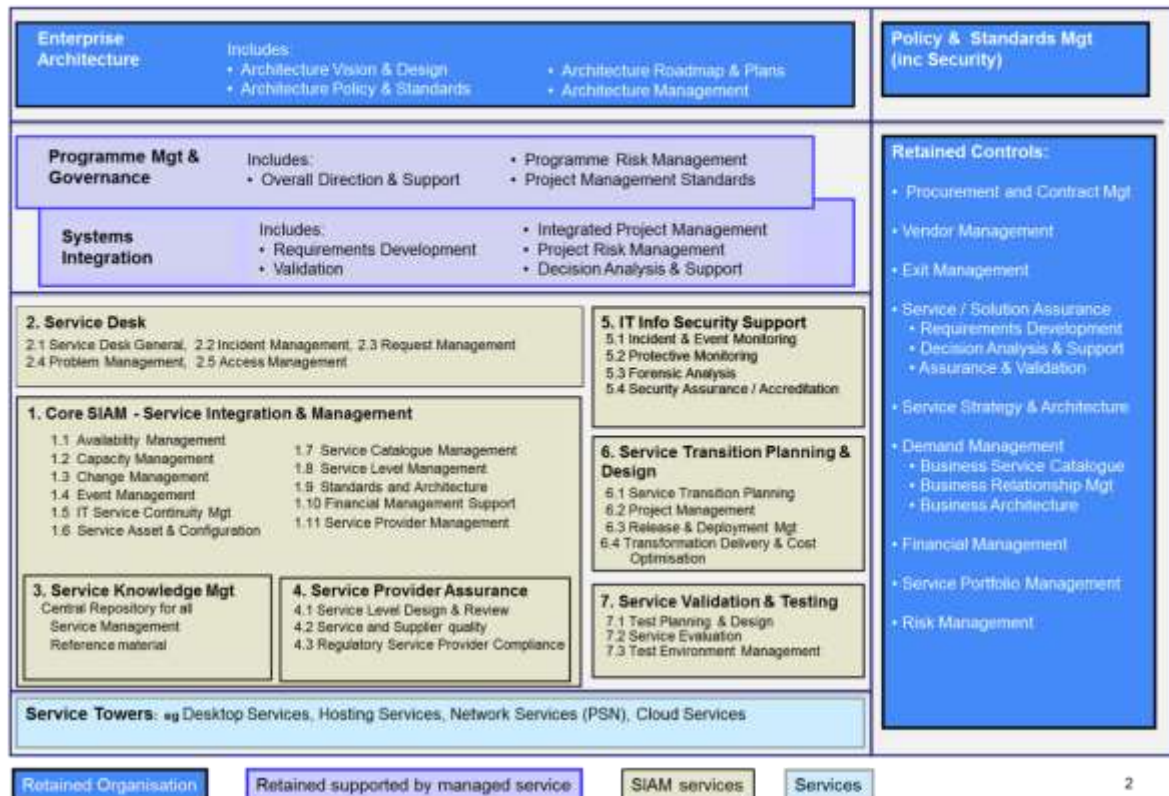 Enterprise
Architecture
Includes:
• Architecture Vision & Design
• Architecture Policy & Standards
• Architecture Roadmap & Plans
• Architecture Management
Policy & Standards Mgt
(inc Security)
Programme Mgt &
Governance
Includes:
• Overall Direction & Support
• Programme Risk Management
• Project Management Standards
Systems
Integration
Includes:
• Requirements Development
• Validation
• Integrated Project Management
• Project Risk Management
• Decision Analysis & Support
Retained Controls:
• Procurement and Contract Mgt
• Vendor Management
• Exit Management
• Service / Solution Assurance
• Requirements Development
• Decision Analysis & Support
• Assurance & Validation
• Service Strategy & Architecture
• Demand Management
• Business Service Catalogue
• Business Relationship Mgt
• Business Architecture
• Financial Management
• Service Portfolio Management
• Risk Management
2. Service Desk
2.1 Service Desk General, 2.2 Incident Management, 2.3 Request Management
2.4 Problem Management, 2.5 Access Management
5. IT Info Security Support
5.1 Incident & Event Monitoring
5.2 Protective Monitoring
5.3 Forensic Analysis
5.4 Security Assurance / Accreditation
1. Core SIAM - Service Integration & Management
1.1 Availability Management
1.2 Capacity Management
1.3 Change Management
1.4 Event Management
1.5 IT Service Continuity Mgt
1.6 Service Asset & Configuration
1.7 Service Catalogue Management
1.8 Service Level Management
1.9 Standards and Architecture
1.10 Financial Management Support
1.11 Service Provider Management
6. Service Transition Planning &
Design
6.1 Service Transition Planning
6.2 Project Management
6.3 Release & Deployment Mgt
6.4 Transformation Delivery & Cost
Optimisation
3. Service Knowledge Mgt
Central Repository for all
Service Management
Reference material
4. Service Provider Assurance
4.1 Service Level Design & Review
4.2 Service and Supplier quality
4.3 Regulatory Service Provider Compliance
7. Service Validation & Testing
7.1 Test Planning & Design
7.2 Service Evaluation
7.3 Test Environment Management
Service Towers: eg Desktop Services, Hosting Services, Network Services (PSN), Cloud Services
Retained Organisation
Retained supported by managed service
SIAM services
Services
2